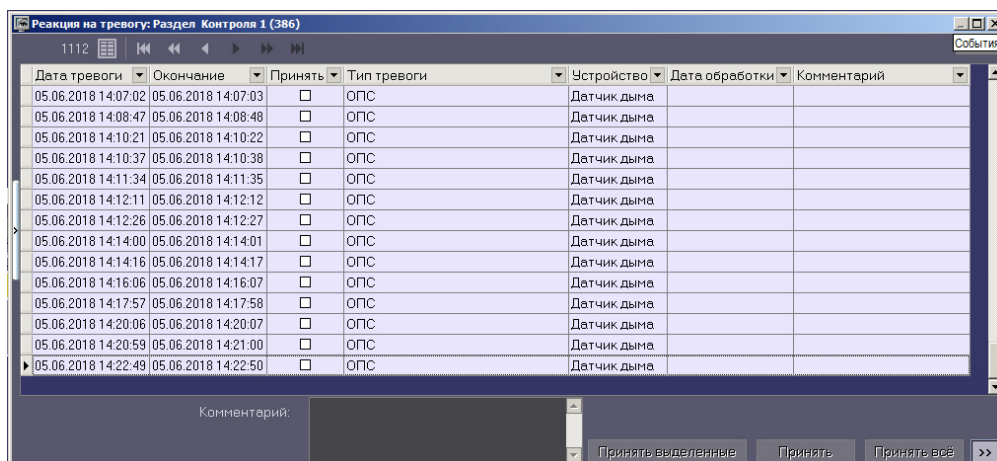 Реакция на тревогу: Раздел Контроля 1 (386)
События
1112
Дата тревоги Окончание Принять Тип тревоги Устройство Дата обработки Комментарий
05.06.2018 14:07:02 05.06.2018 14:07:03 ОПС Датчик дыма
05.06.2018 14:08:47 05.06.2018 14:08:48 ОПС Датчик дыма
05.06.2018 14:10:21 05.06.2018 14:10:22 ОПС Датчик дыма
05.06.2018 14:10:37 05.06.2018 14:10:38 ОПС Датчик дыма
05.06.2018 14:11:34 05.06.2018 14:11:35 ОПС Датчик дыма
05.06.2018 14:12:11 05.06.2018 14:12:12 ОПС Датчик дыма
05.06.2018 14:12:26 05.06.2018 14:12:27 ОПС Датчик дыма
05.06.2018 14:14:00 05.06.2018 14:14:01 ОПС Датчик дыма
05.06.2018 14:14:16 05.06.2018 14:14:17 ОПС Датчик дыма
05.06.2018 14:16:06 05.06.2018 14:16:07 ОПС Датчик дыма
05.06.2018 14:17:57 05.06.2018 14:17:58 ОПС Датчик дыма
05.06.2018 14:20:06 05.06.2018 14:20:07 ОПС Датчик дыма
05.06.2018 14:20:59 05.06.2018 14:21:00 ОПС Датчик дыма
05.06.2018 14:22:49 05.06.2018 14:22:50 ОПС Датчик дыма
Комментарий:
Принять выделенные Принять Принять всё >>